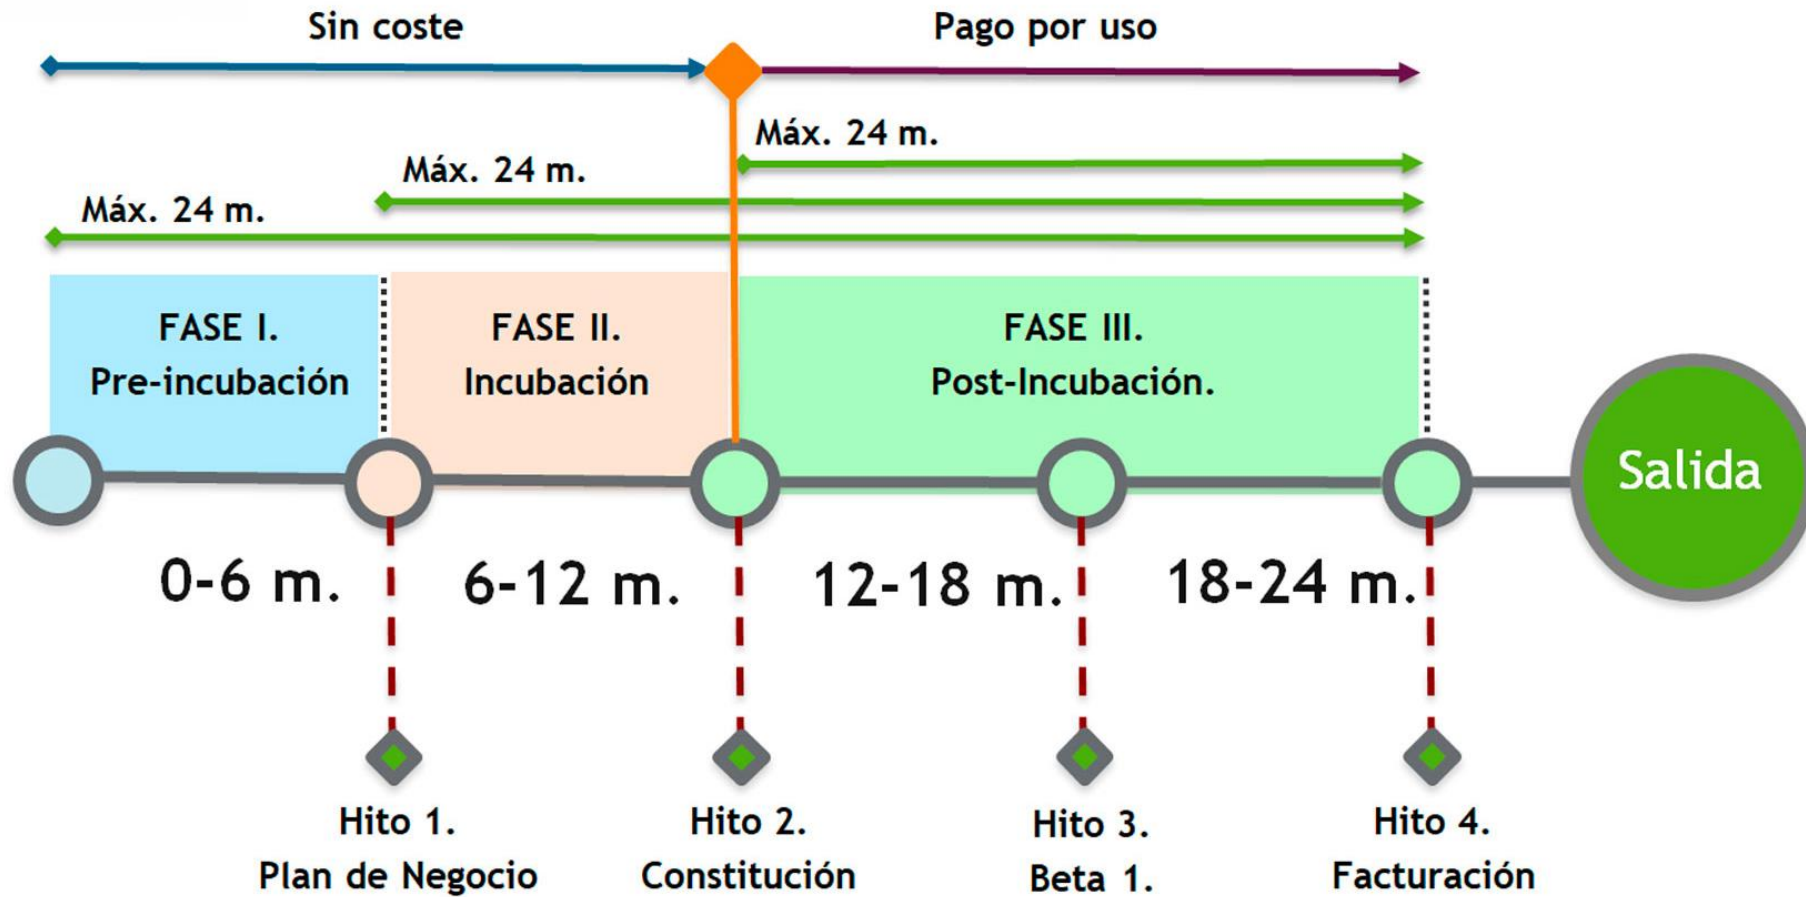 Sin coste
Pago por uso
Máx. 24 m.
Máx. 24 m.
Máx. 24 m.
FASE I.
Pre-incubación
FASE II.
Incubación
FASE III.
Post-Incubación.
Salida
0-6 m.
6-12 m.
12-18 m.
18-24 m.
Hito 1.
Plan de Negocio
Hito 2.
Constitución
Hito 3.
Beta 1.
Hito 4.
Facturación